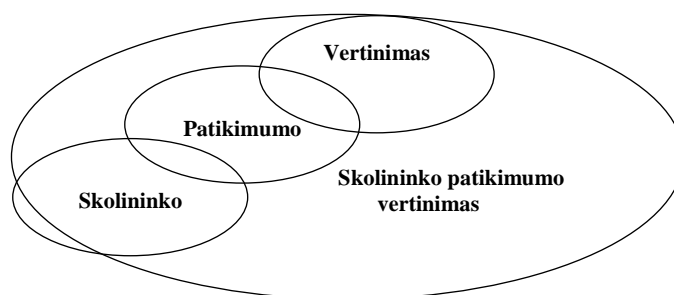 Vertinimas
Patikimumo
Skolininko
Skolininko patikimumo
vertinimas